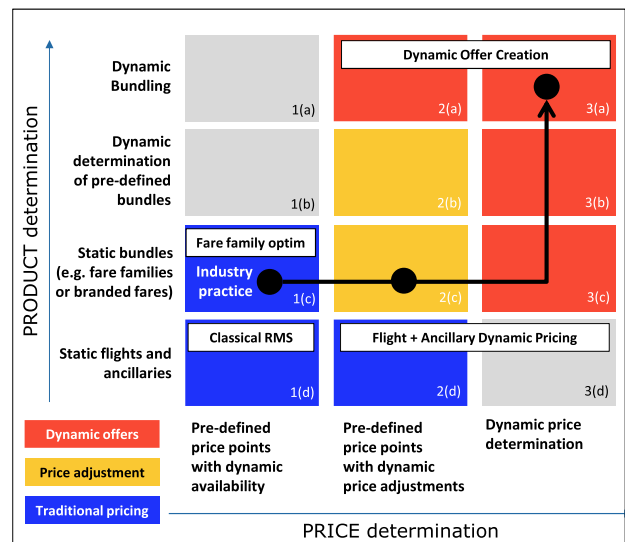 PRODUCT determination
Dynamic
Bundling
Dynamic Offer Creation
1(a)
2(a)
3(a)
Dynamic
determination
of pre-defined
bundles
1(b)
2(b)
3(b)
Static bundles
(e.g. fare families
or branded fares)
Fare family optim
Industry
practice
1(c)
2(c)
3(c)
Static flights and
ancillaries
Classical RMS
Flight + Ancillary Dynamic Pricing
1(d)
2(d)
3(d)
Dynamic offers
Price adjustment
Traditional pricing
Pre-defined
price points
with dynamic
availability
Pre-defined
price points
with dynamic
price adjustments
Dynamic price
determination
PRICE determination